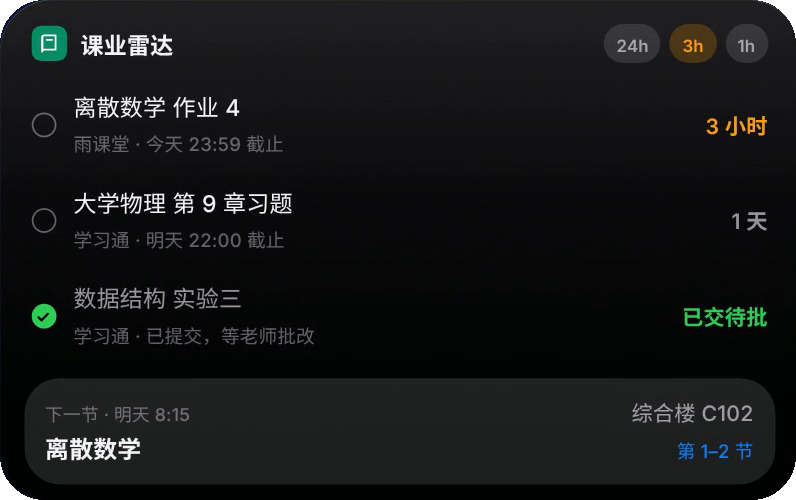 课业雷达
24h 3h 1h
离散数学 作业 4
雨课堂 · 今天 23:59 截止
3 小时
大学物理 第 9 章习题
学习通 · 明天 22:00 截止
1 天
数据结构 实验三
学习通 · 已提交，等老师批改
已交待批
下一节 · 明天 8:15
综合楼 C102
离散数学
第 1–2 节